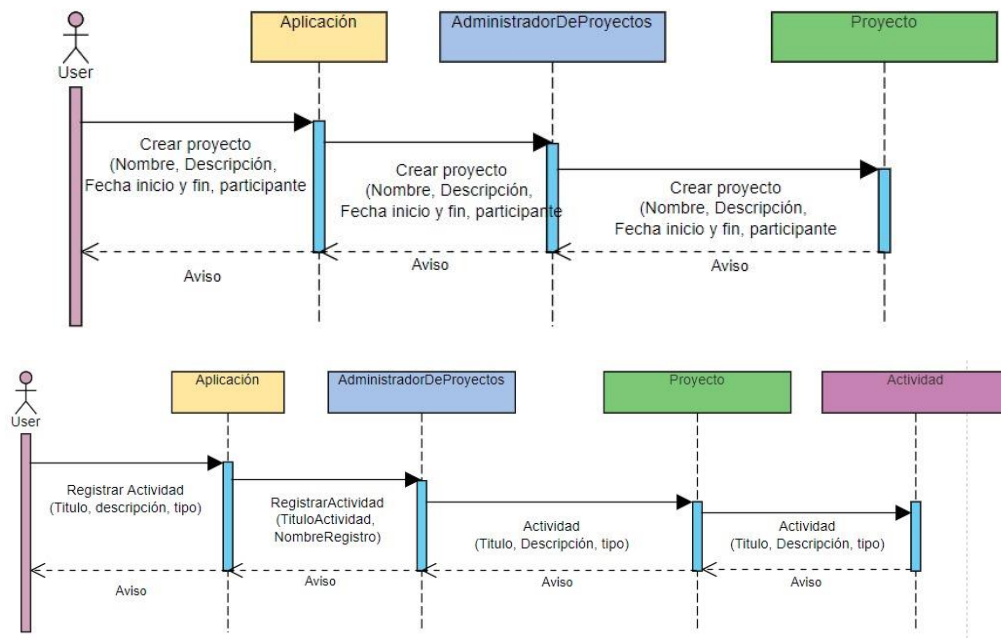 Aplicación
AdministradorDeProyectos
Proyecto
User
Crear proyecto
(Nombre, Descripción,
Fecha inicio y fin, participante
Crear proyecto
(Nombre, Descripción,
Fecha inicio y fin, participante
Crear proyecto
(Nombre, Descripción,
Fecha inicio y fin, participante
Aviso
Aviso
Aviso
Aplicación
AdministradorDeProyectos
Proyecto
Actividad
User
Registrar Actividad
(Titulo, descripción, tipo)
RegistrarActividad
(TituloActividad,
NombreRegistro)
Actividad
(Titulo, Descripción, tipo)
Actividad
(Titulo, Descripción, tipo)
Aviso
Aviso
Aviso
Aviso